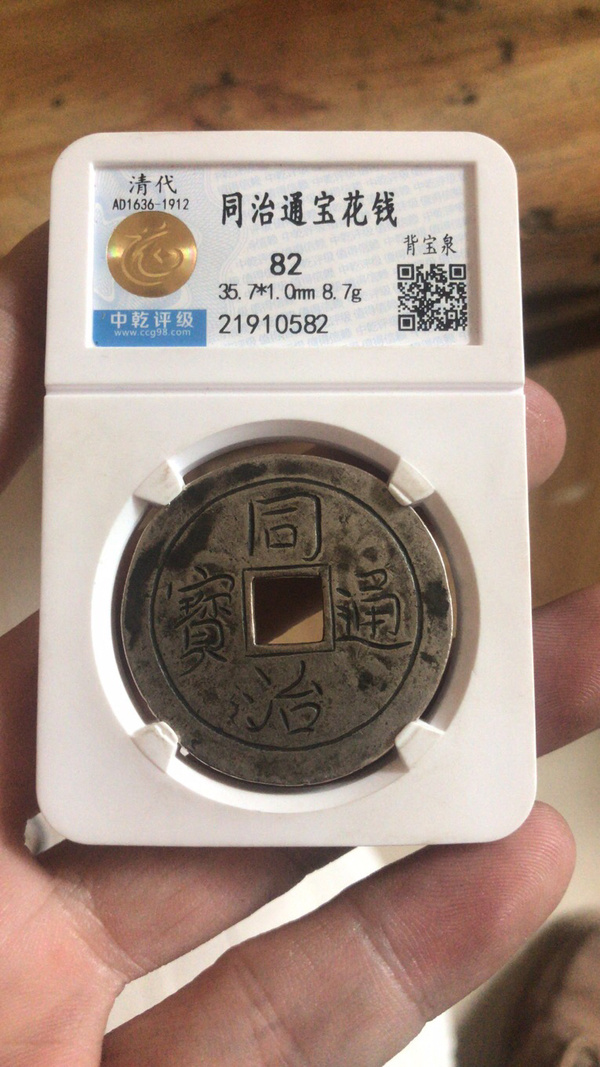 清代
AD1636-1912
同治通宝花钱
背宝泉
82
35.7*1.0mm 8.7g
21910582
中乾评级
www.ccg98.com
同治通寶